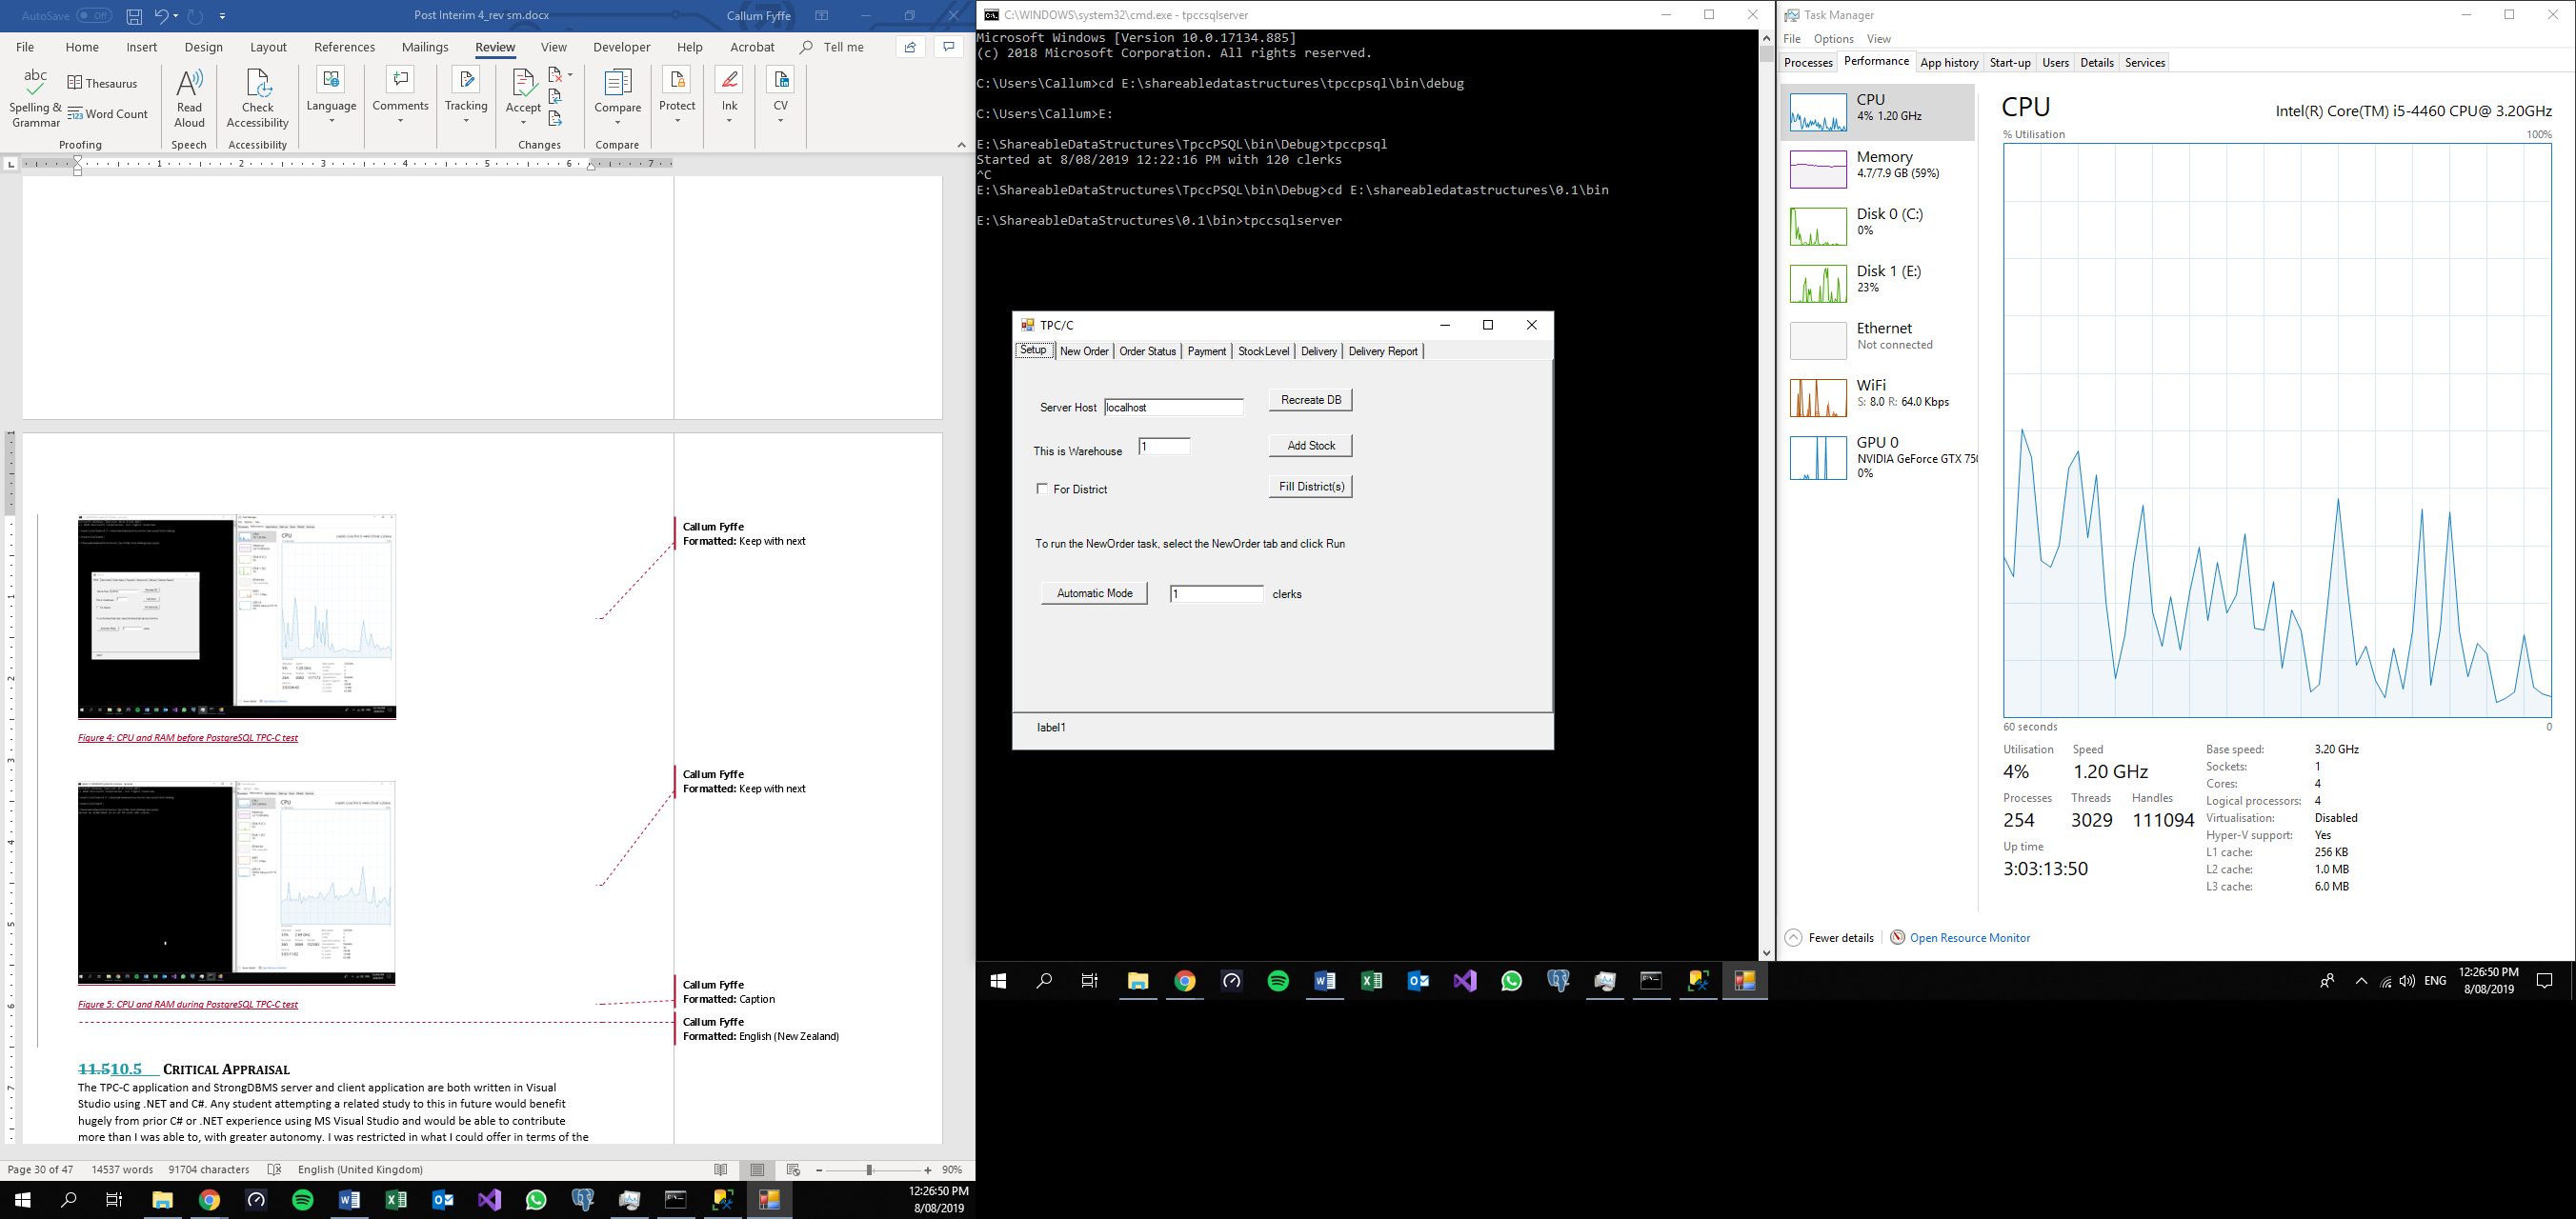 AutoSave Off Post Interim 4_rev sm.docx Callum Fyffe
File Home Insert Design Layout References Mailings Review View Developer Help Acrobat Tell me
abc Thesaurus
Word Count
Spelling & Grammar
Read Aloud
Check Accessibility
Language
Comments
Tracking
Accept
Compare
Protect
Ink
CV
Proofing Speech Accessibility Changes Compare
1 2 3 4 5 6 7
Callum Fyffe
Formatted: Keep with next
Figure 4: CPU and RAM before PostgreSQL TPC-C test
Callum Fyffe
Formatted: Keep with next
Callum Fyffe
Formatted: Caption
Figure 5: CPU and RAM during PostgreSQL TPC-C test
Callum Fyffe
Formatted: English (New Zealand)
11.510.5 CRITICAL APPRAISAL
The TPC-C application and StrongDBMS server and client application are both written in Visual
Studio using .NET and C#. Any student attempting a related study to this in future would benefit
hugely from prior C# or .NET experience using MS Visual Studio and would be able to contribute
more than I was able to, with greater autonomy. I was restricted in what I could offer in terms of the
Page 30 of 47 14537 words 91704 characters English (United Kingdom) 90%
12:26:50 PM
8/08/2019
C:\WINDOWS\system32\cmd.exe - tpccsqlserver
Microsoft Windows [Version 10.0.17134.885]
(c) 2018 Microsoft Corporation. All rights reserved.
C:\Users\Callum>cd E:\shareabledatastructures\tpccpsql\bin\debug
C:\Users\Callum>E:
E:\ShareableDataStructures\TpccPSQL\bin\Debug>tpccpsql
Started at 8/08/2019 12:22:16 PM with 120 clerks
^C
E:\ShareableDataStructures\TpccPSQL\bin\Debug>cd E:\shareabledatastructures\0.1\bin
E:\ShareableDataStructures\0.1\bin>tpccsqlserver
TPC/C
Setup New Order Order Status Payment StockLevel Delivery Delivery Report
Server Host localhost Recreate DB
This is Warehouse 1 Add Stock
For District Fill District(s)
To run the NewOrder task, select the NewOrder tab and click Run
Automatic Mode 1 clerks
label1
Task Manager
File Options View
Processes Performance App history Start-up Users Details Services
CPU
4% 1.20 GHz
Memory
4.7/7.9 GB (59%)
Disk 0 (C:)
0%
Disk 1 (E:)
23%
Ethernet
Not connected
WiFi
S: 8.0 R: 64.0 Kbps
GPU 0
NVIDIA GeForce GTX 750
0%
CPU Intel(R) Core(TM) i5-4460 CPU@ 3.20GHz
% Utilisation 100%
60 seconds 0
Utilisation Speed
4% 1.20 GHz
Processes Threads Handles
254 3029 111094
Up time
3:03:13:50
Base speed: 3.20 GHz
Sockets: 1
Cores: 4
Logical processors: 4
Virtualisation: Disabled
Hyper-V support: Yes
L1 cache: 256 KB
L2 cache: 1.0 MB
L3 cache: 6.0 MB
Fewer details Open Resource Monitor
ENG
12:26:50 PM
8/08/2019